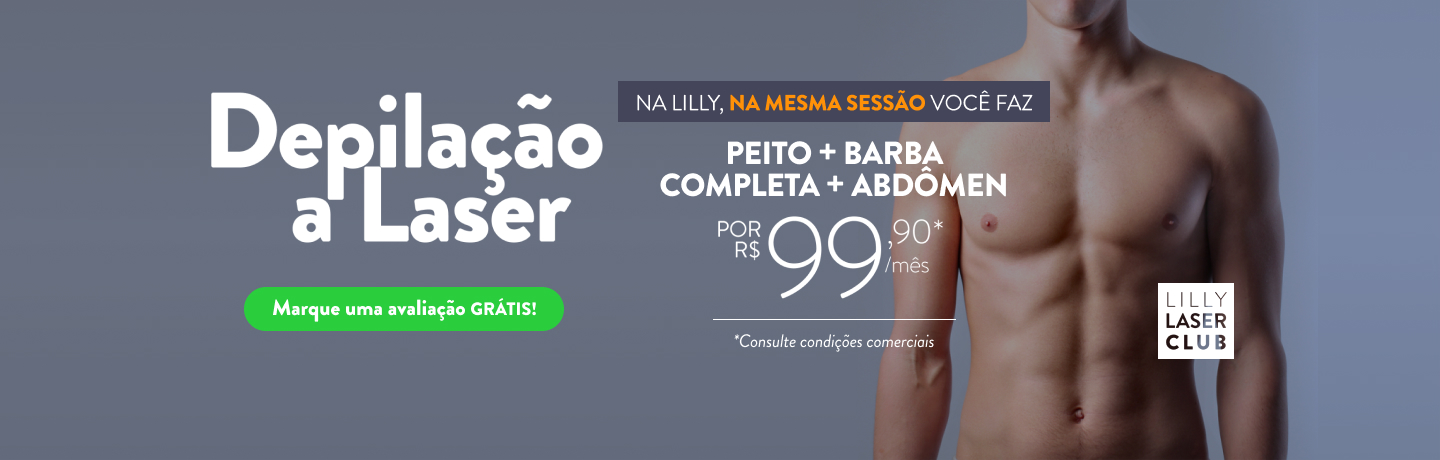 Depilação
a Laser
Marque uma avaliação GRÁTIS!
NA LILLY, NA MESMA SESSÃO VOCÊ FAZ
PEITO + BARBA
COMPLETA + ABDÔMEN
POR R$ 99,90*
/mês
*Consulte condições comerciais
LILLY
LASER
CLUB